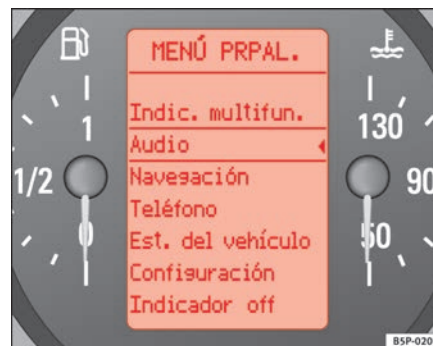 MENÚ PRPAL.
Indic. multifun.
Audio
Navegación
Teléfono
Est. del vehículo
Configuración
Indicador off
1
1/2
0
130
90
50
B5P-020